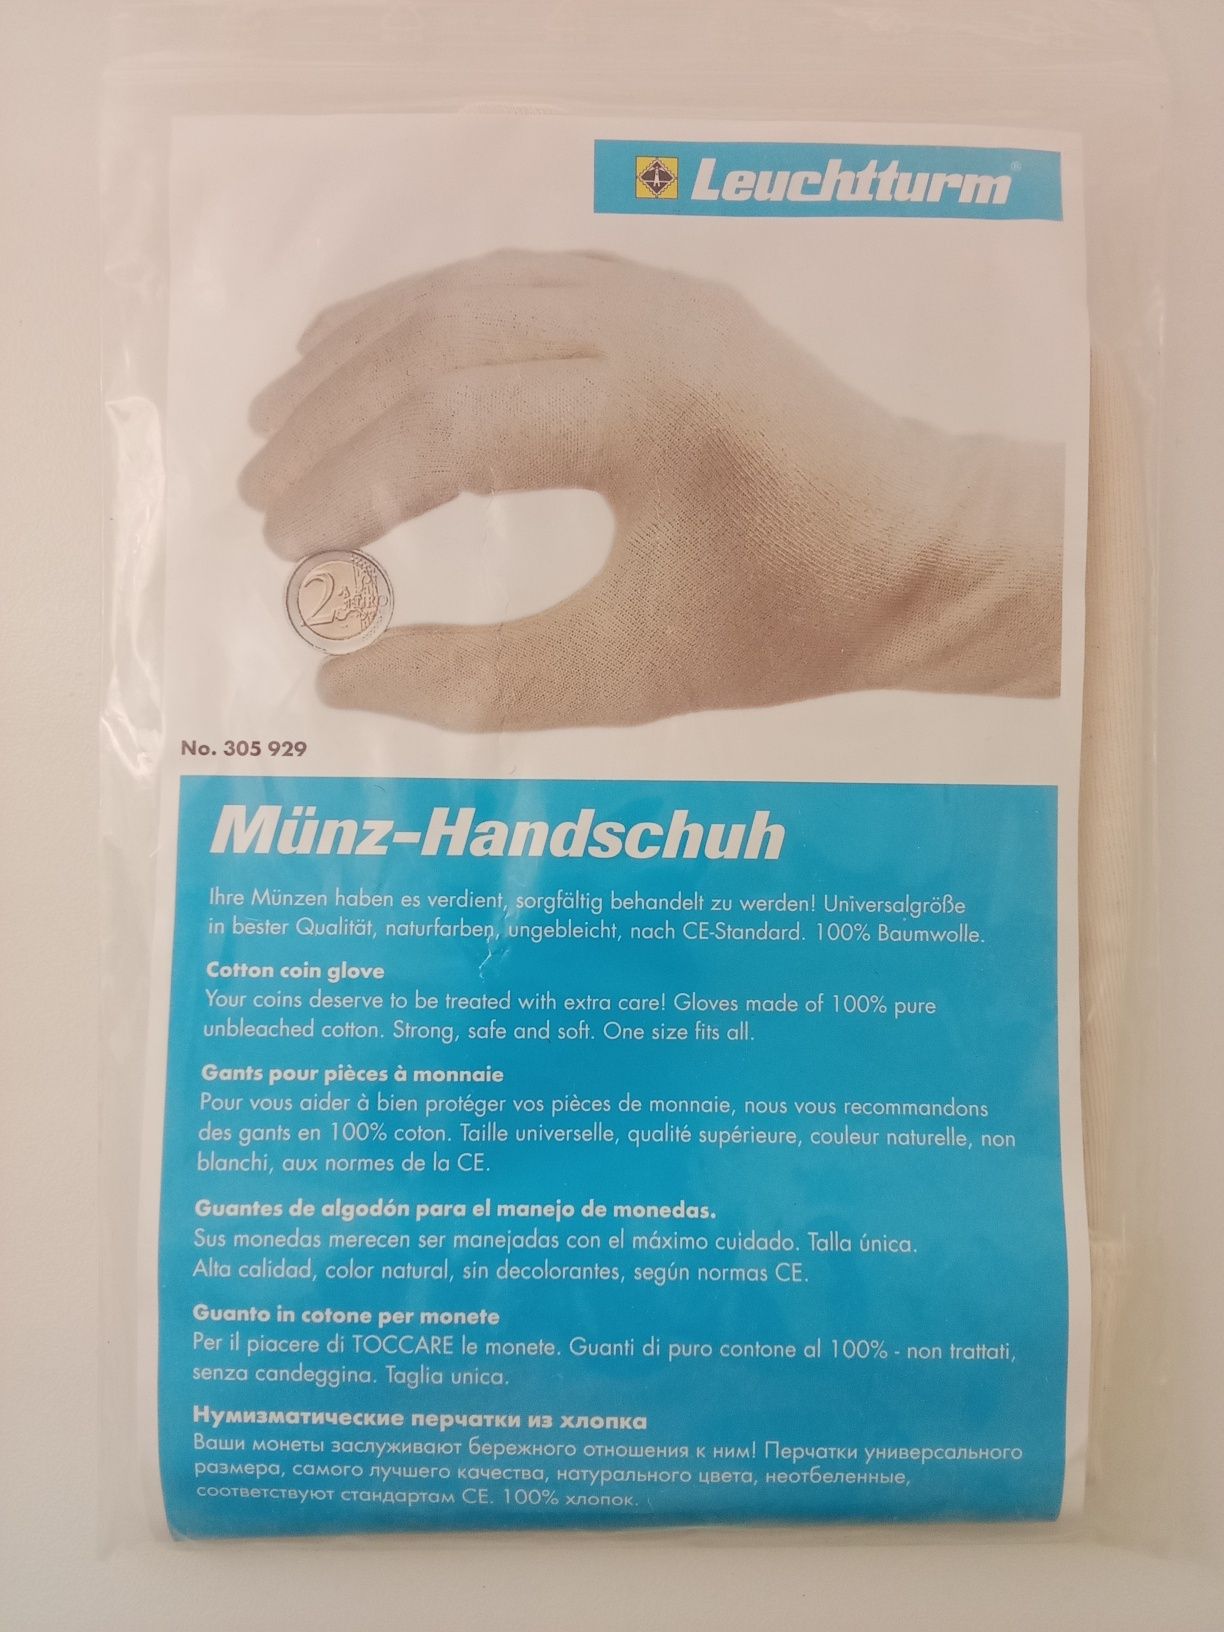 Leuchtturm®
2 EURO
No. 305 929
Münz-Handschuh
Ihre Münzen haben es verdient, sorgfältig behandelt zu werden! Universalgröße
in bester Qualität, naturfarben, ungebleicht, nach CE-Standard. 100% Baumwolle.
Cotton coin glove
Your coins deserve to be treated with extra care! Gloves made of 100% pure
unbleached cotton. Strong, safe and soft. One size fits all.
Gants pour pièces à monnaie
Pour vous aider à bien protéger vos pièces de monnaie, nous vous recommandons
des gants en 100% coton. Taille universelle, qualité supérieure, couleur naturelle, non
blanchi, aux normes de la CE.
Guantes de algodón para el manejo de monedas.
Sus monedas merecen ser manejadas con el máximo cuidado. Talla única.
Alta calidad, color natural, sin decolorantes, según normas CE.
Guanto in cotone per monete
Per il piacere di TOCCARE le monete. Guanti di puro contone al 100% - non trattati,
senza candeggina. Taglia unica.
Нумизматические перчатки из хлопка
Ваши монеты заслуживают бережного отношения к ним! Перчатки универсального
размера, самого лучшего качества, натурального цвета, неотбеленные,
соответствуют стандартам CE. 100% хлопок.